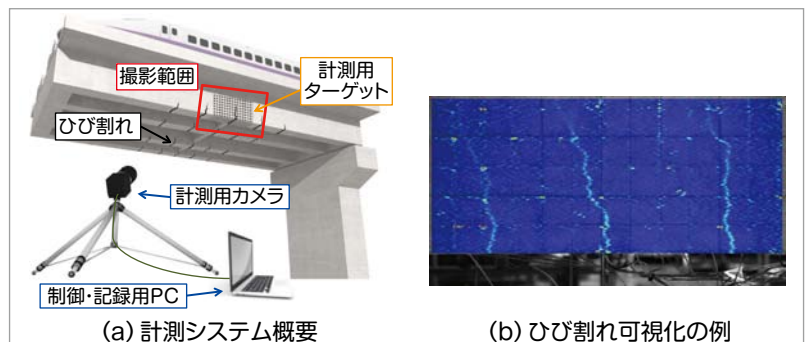 撮影範囲
計測用
ターゲット
ひび割れ
計測用カメラ
制御・記録用PC
(a) 計測システム概要
(b) ひび割れ可視化の例